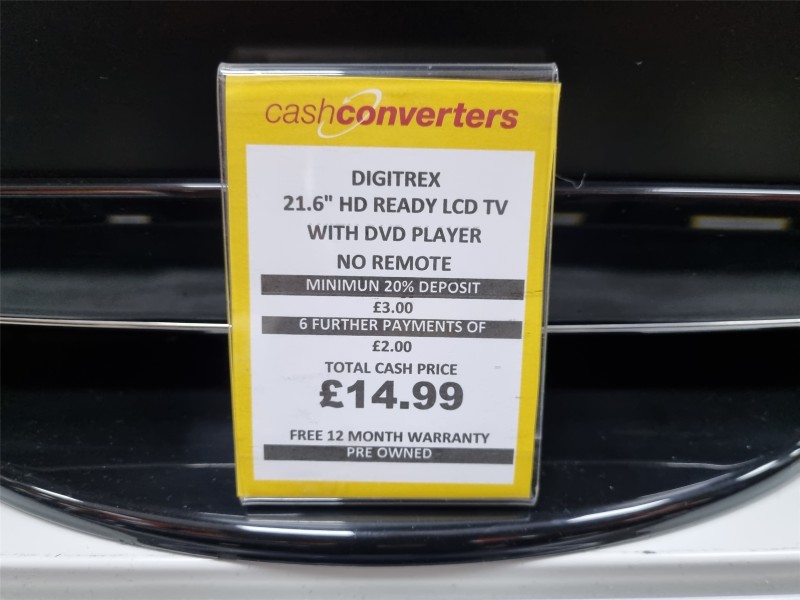 cashconverters
DIGITREX
21.6" HD READY LCD TV
WITH DVD PLAYER
NO REMOTE
MINIMUN 20% DEPOSIT
£3.00
6 FURTHER PAYMENTS OF
£2.00
TOTAL CASH PRICE
£14.99
FREE 12 MONTH WARRANTY
PRE OWNED